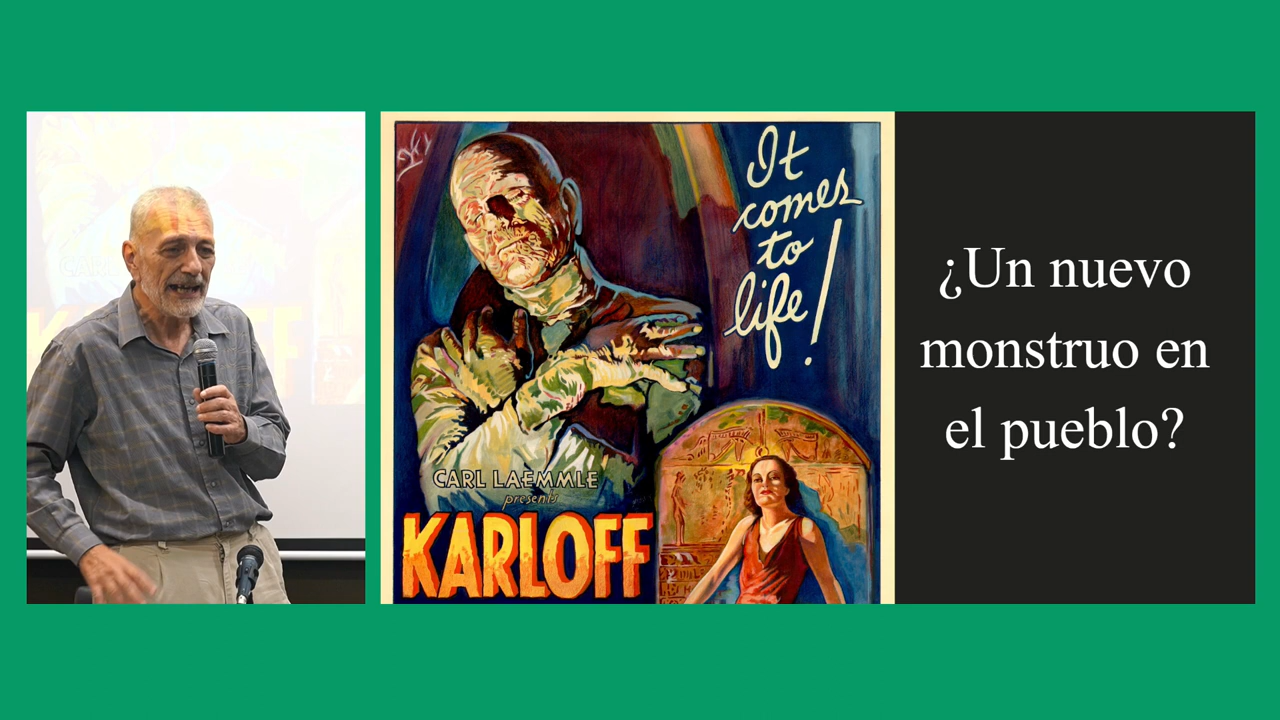 It
comes
to
life!
CARL LAEMMLE
presents
KARLOFF
¿Un nuevo
monstruo en
el pueblo?